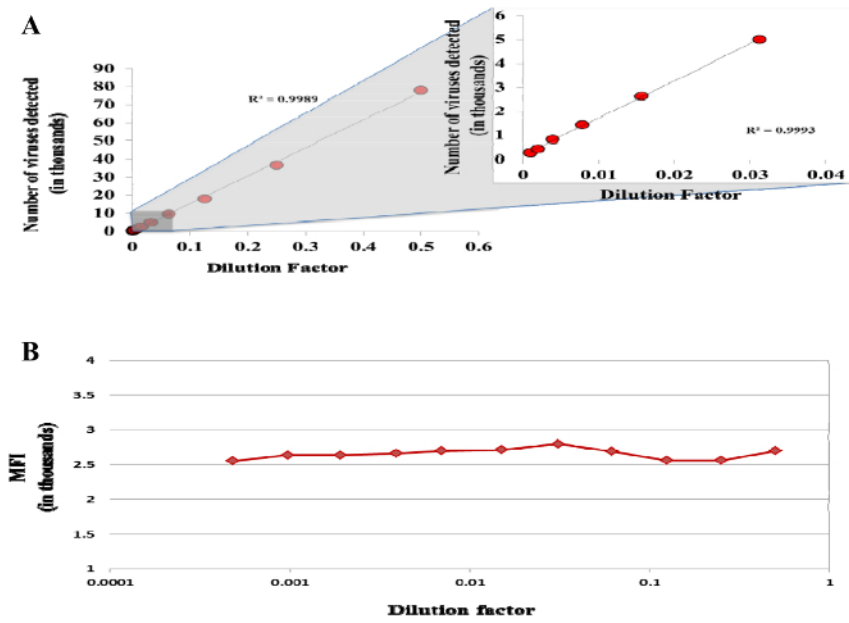 A
Number of viruses detected
(in thousands)
90
80
70
60
50
40
30
20
10
0
R² = 0.9989
0 0.1 0.2 0.3 0.4 0.5 0.6
Dilution Factor
Number of viruses detected
(in thousands)
6
5
4
3
2
1
0
R² = 0.9993
0 0.01 0.02 0.03 0.04
Dilution Factor
B
MFI
(in thousands)
4
3.5
3
2.5
2
1.5
1
0.0001 0.001 0.01 0.1 1
Dilution factor